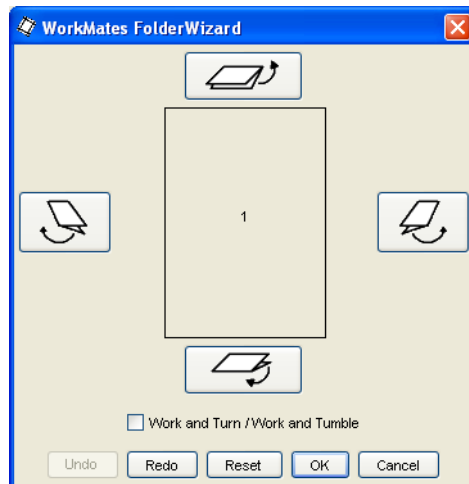 WorkMates FolderWizard
1
Work and Turn / Work and Tumble
Undo Redo Reset OK Cancel